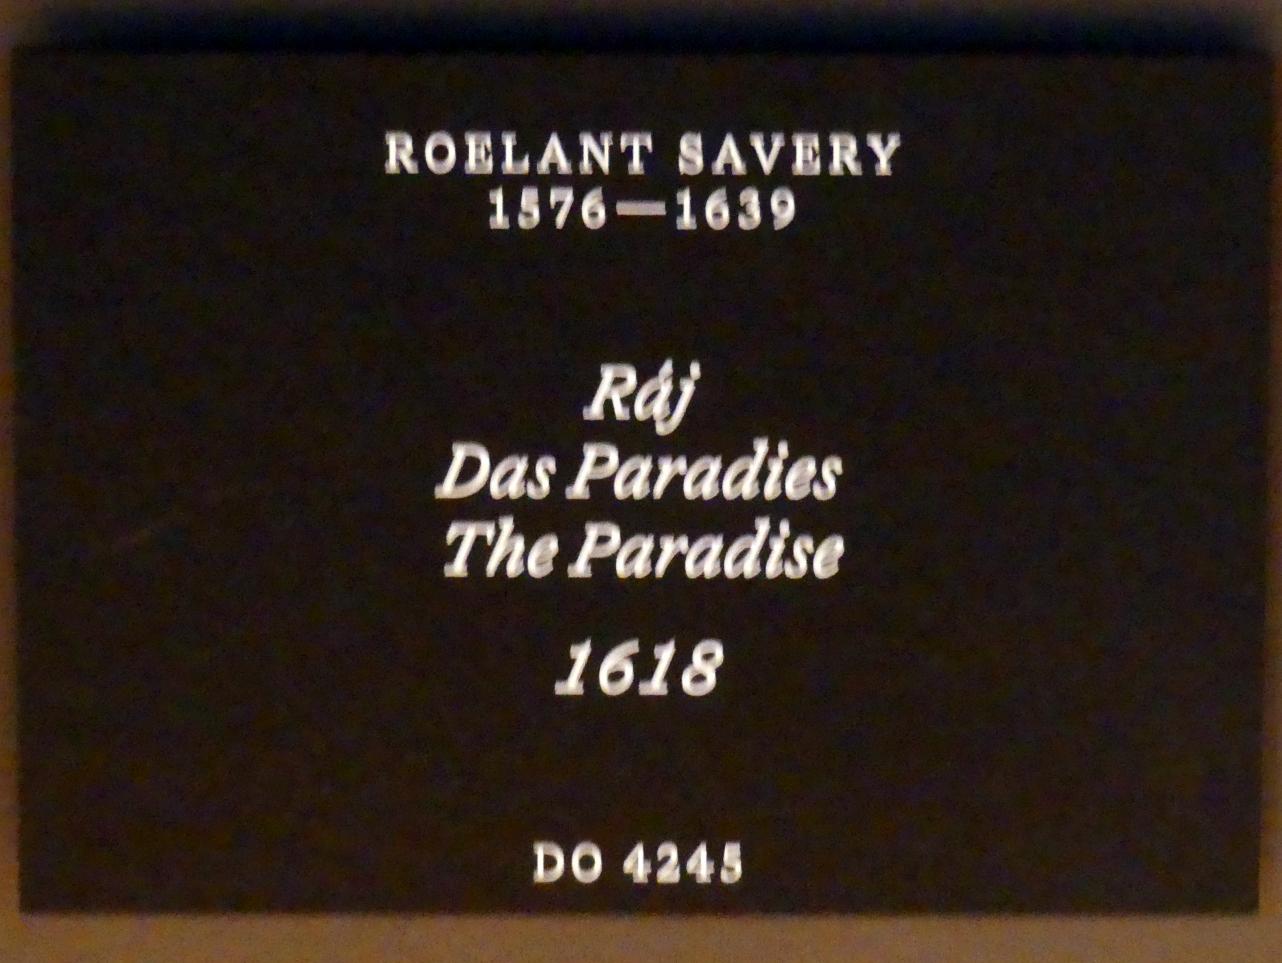 ROELANT SAVERY
1576—1639
Ráj
Das Paradies
The Paradise
1618
DO 4245